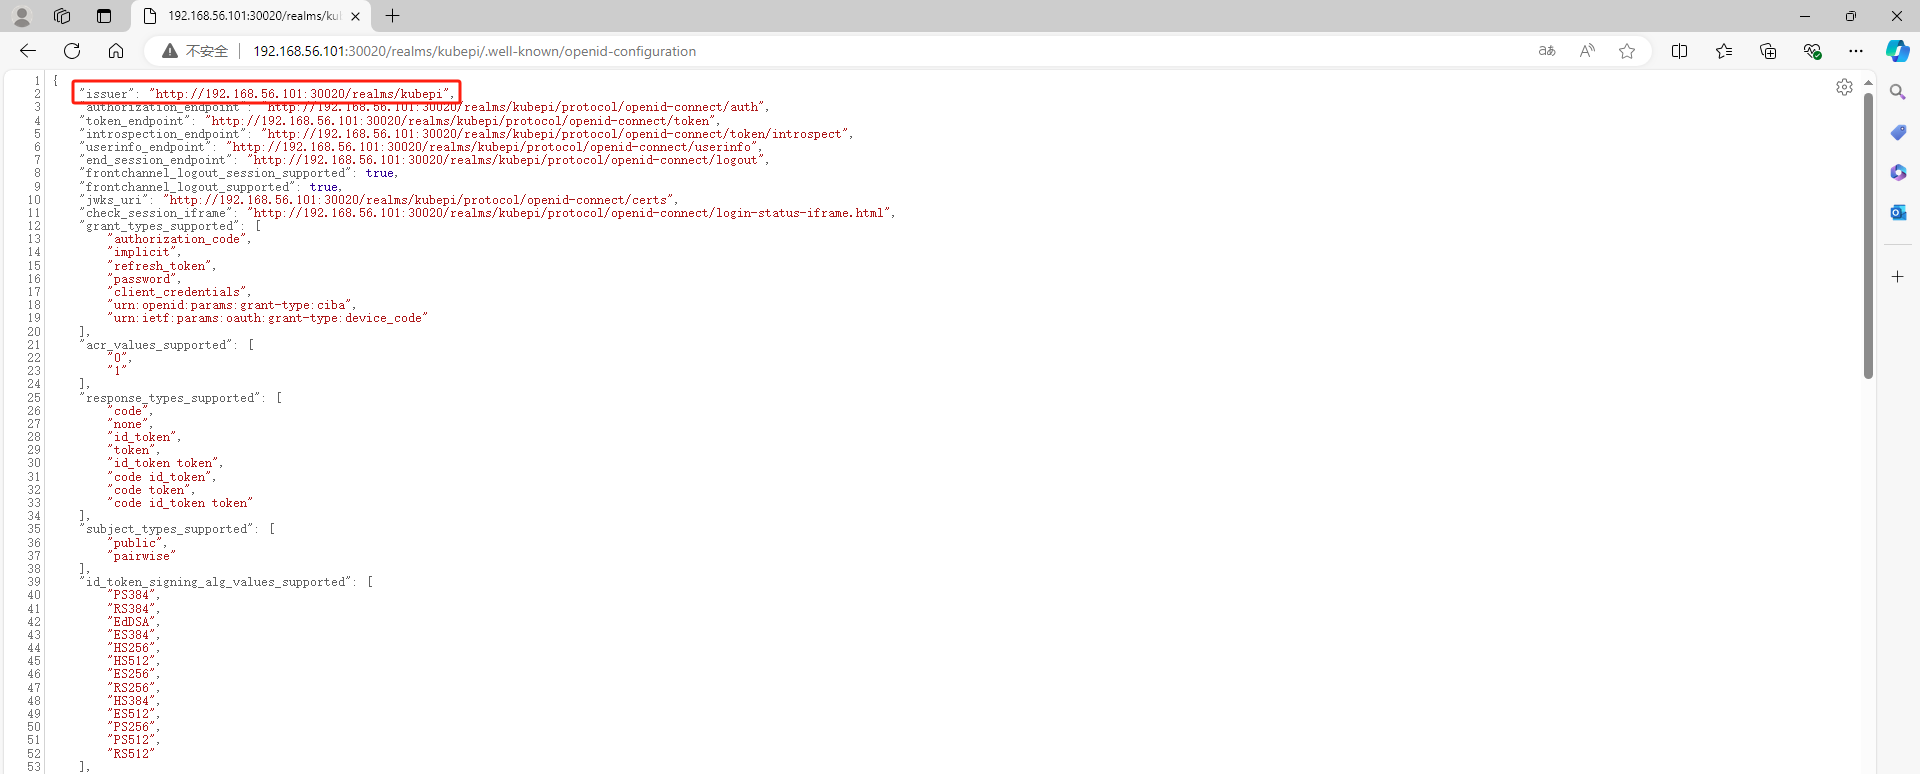 192.168.56.101:30020/realms/kub
不安全
192.168.56.101:30020/realms/kubepi/.well-known/openid-configuration
1 {
2 "issuer": "http://192.168.56.101:30020/realms/kubepi",
3 "authorization_endpoint": "http://192.168.56.101:30020/realms/kubepi/protocol/openid-connect/auth",
4 "token_endpoint": "http://192.168.56.101:30020/realms/kubepi/protocol/openid-connect/token",
5 "introspection_endpoint": "http://192.168.56.101:30020/realms/kubepi/protocol/openid-connect/token/introspect",
6 "userinfo_endpoint": "http://192.168.56.101:30020/realms/kubepi/protocol/openid-connect/userinfo",
7 "end_session_endpoint": "http://192.168.56.101:30020/realms/kubepi/protocol/openid-connect/logout",
8 "frontchannel_logout_session_supported": true,
9 "frontchannel_logout_supported": true,
10 "jwks_uri": "http://192.168.56.101:30020/realms/kubepi/protocol/openid-connect/certs",
11 "check_session_iframe": "http://192.168.56.101:30020/realms/kubepi/protocol/openid-connect/login-status-iframe.html",
12 "grant_types_supported": [
13 "authorization_code",
14 "implicit",
15 "refresh_token",
16 "password",
17 "client_credentials",
18 "urn:openid:params:grant-type:ciba",
19 "urn:ietf:params:oauth:grant-type:device_code"
20 ],
21 "acr_values_supported": [
22 "0",
23 "1"
24 ],
25 "response_types_supported": [
26 "code",
27 "none",
28 "id_token",
29 "token",
30 "id_token token",
31 "code id_token",
32 "code token",
33 "code id_token token"
34 ],
35 "subject_types_supported": [
36 "public",
37 "pairwise"
38 ],
39 "id_token_signing_alg_values_supported": [
40 "PS384",
41 "RS384",
42 "EdDSA",
43 "ES384",
44 "HS256",
45 "HS512",
46 "ES256",
47 "RS256",
48 "HS384",
49 "ES512",
50 "PS256",
51 "PS512",
52 "RS512"
53 ],